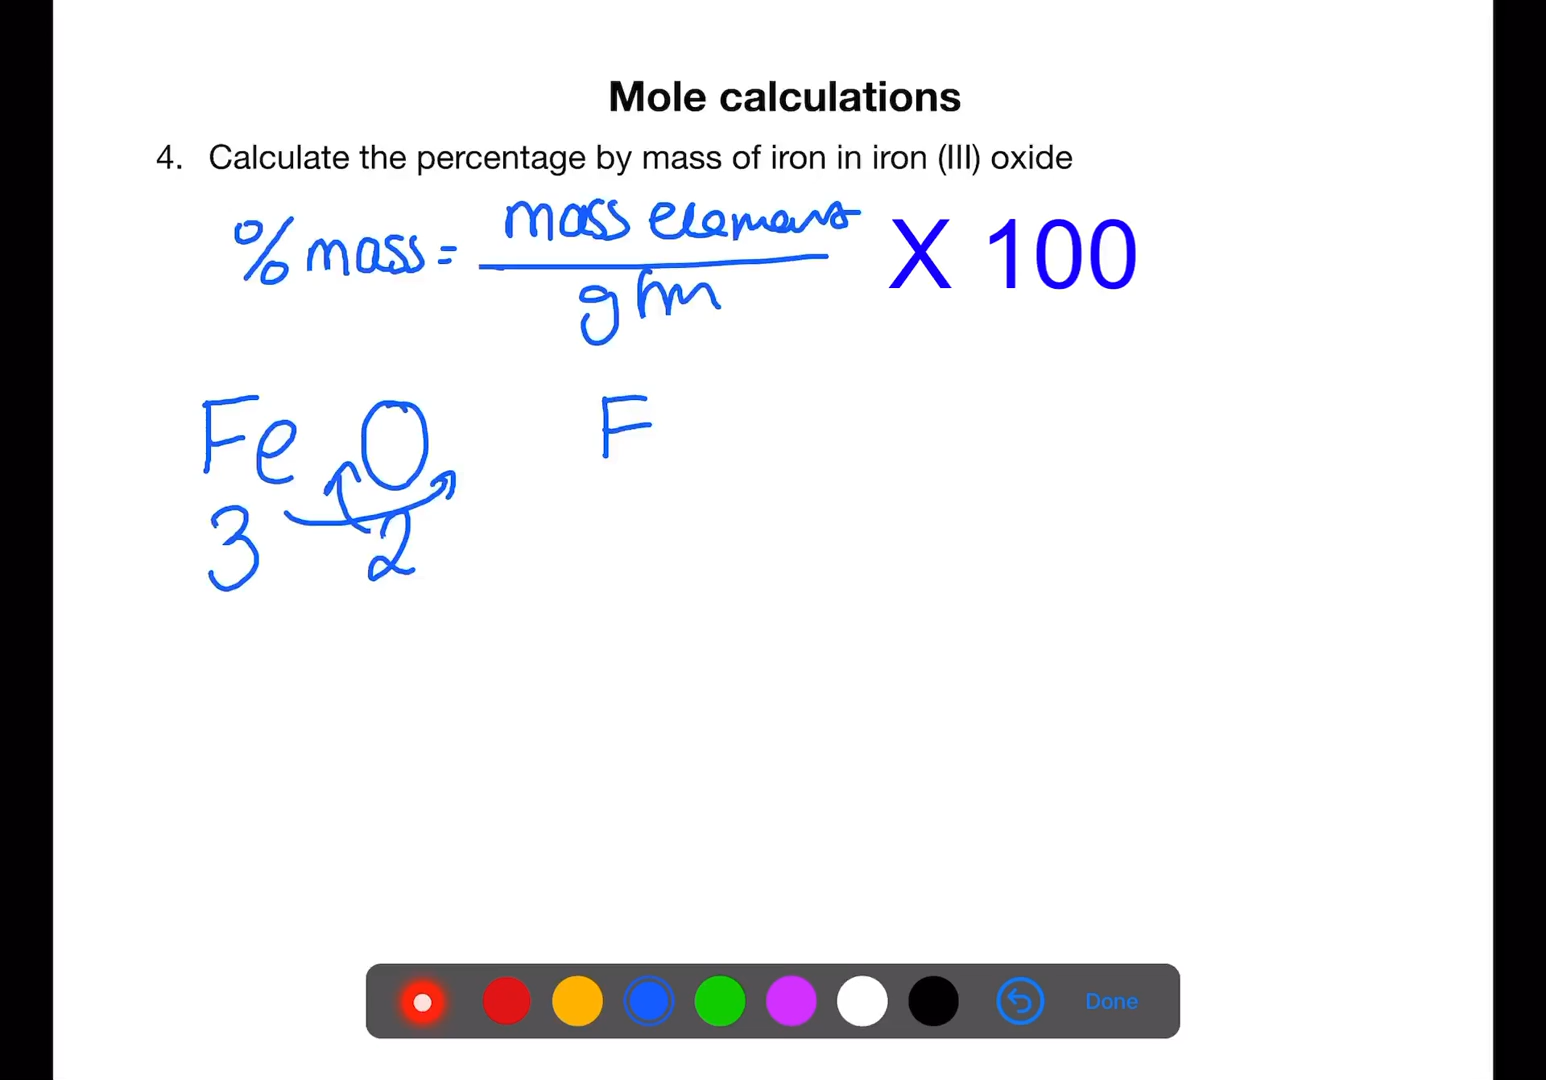 Mole calculations
4. Calculate the percentage by mass of iron in iron (III) oxide
% mass = mass element X 100
gfm
Fe O F
3 2
Done